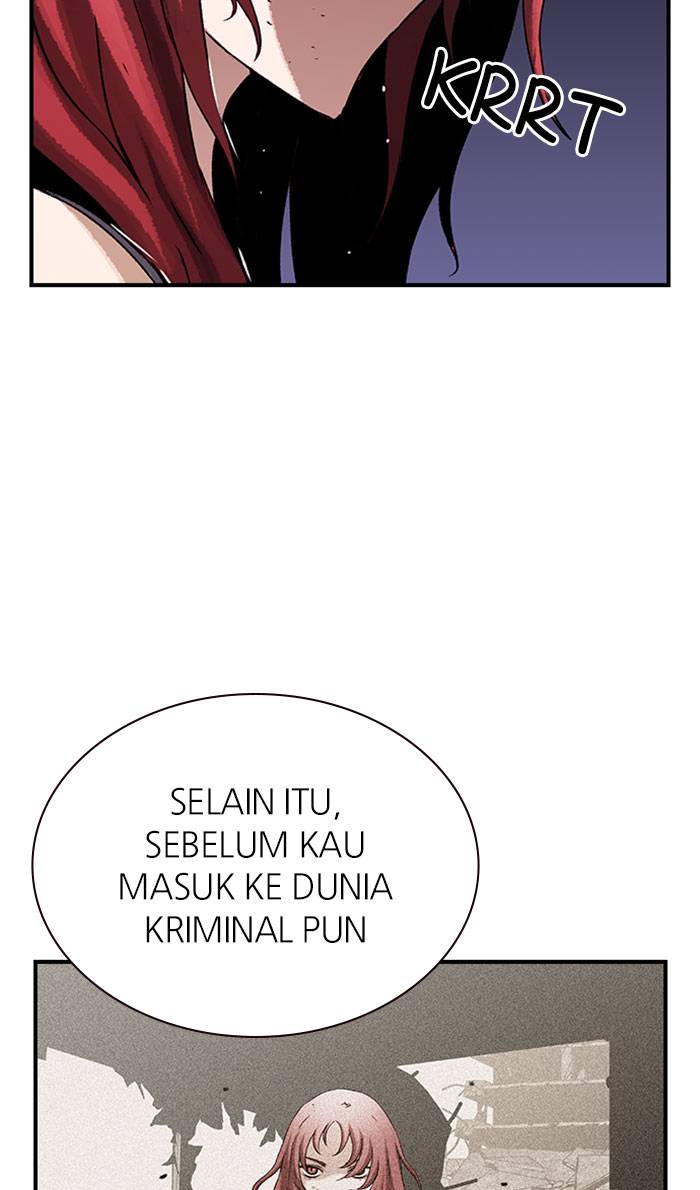 KRRT
SELAIN ITU,
SEBELUM KAU
MASUK KE DUNIA
KRIMINAL PUN